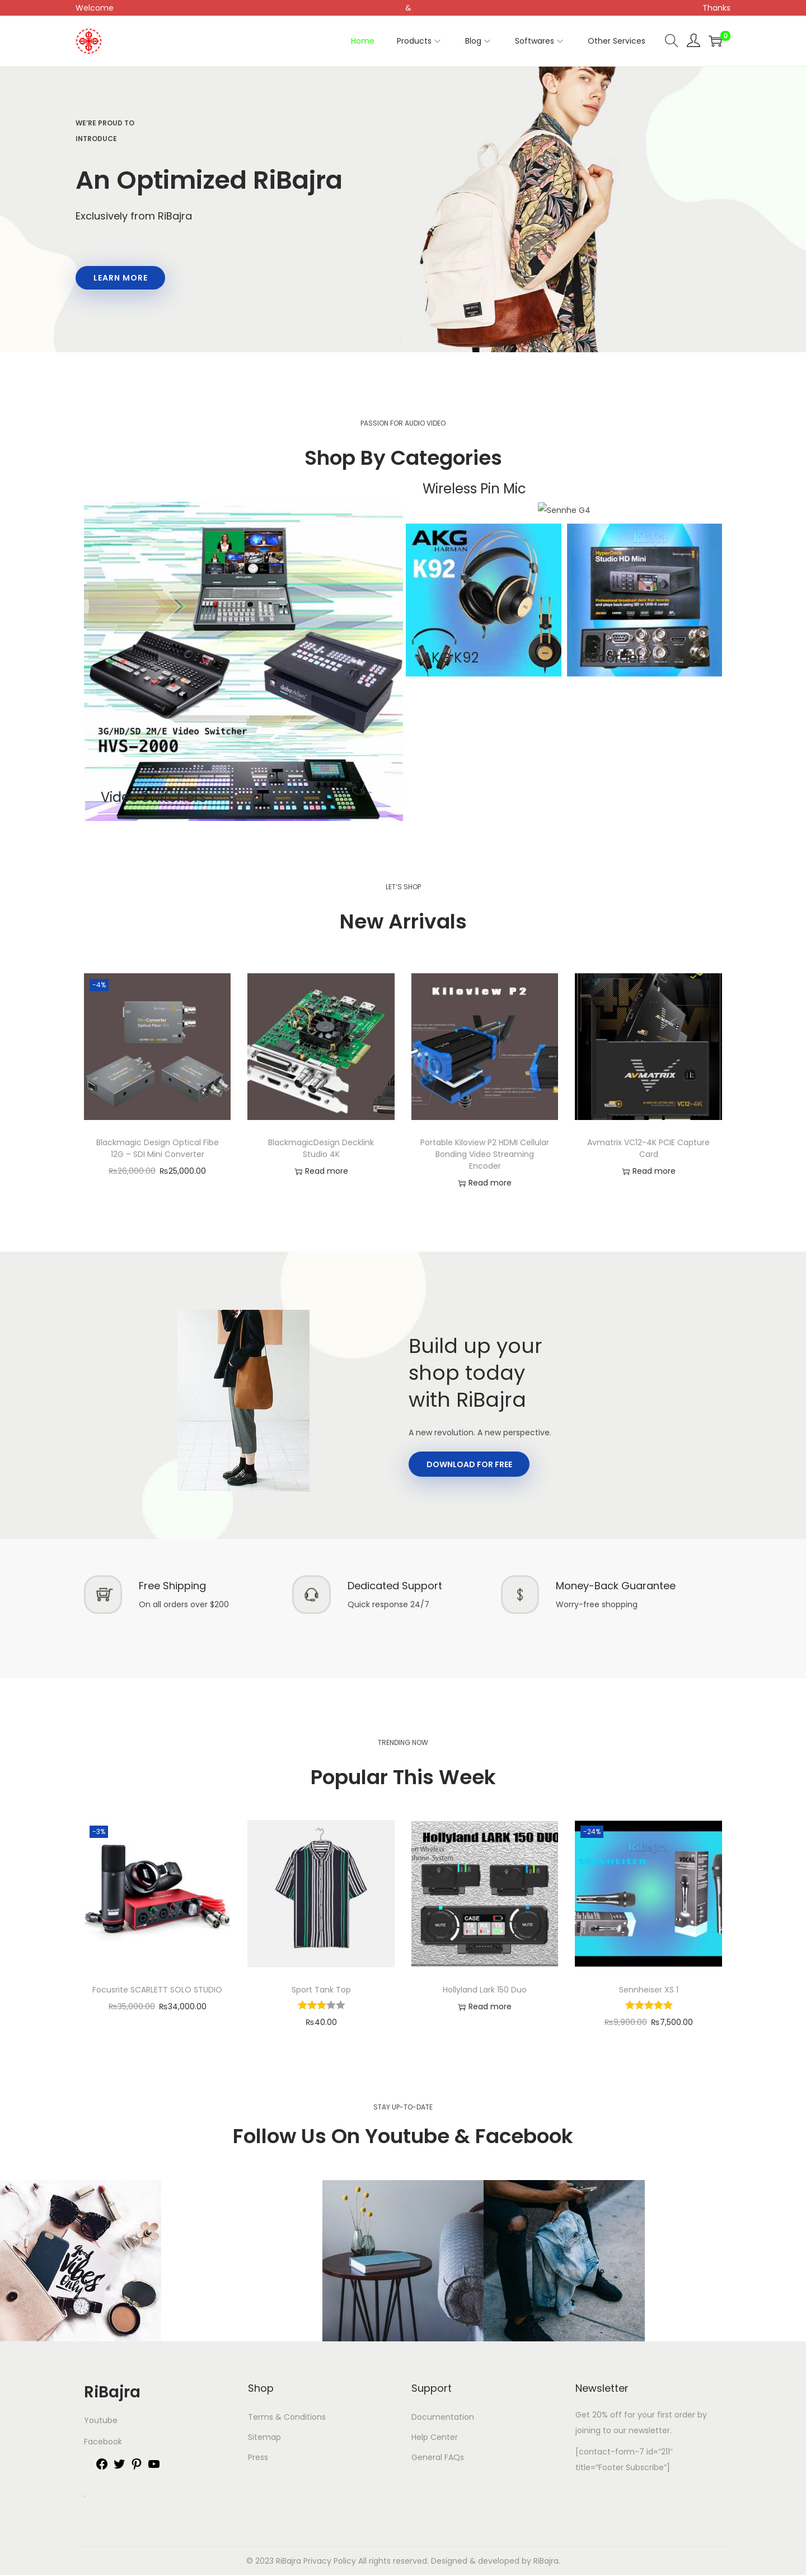 Welcome & Thanks
Home Products Blog Softwares Other Services 0
WE'RE PROUD TO
INTRODUCE
An Optimized RiBajra
Exclusively from RiBajra
LEARN MORE
PASSION FOR AUDIO VIDEO
Shop By Categories
Wireless Pin Mic
Sennhe G4
AKG HARMAN
K92
HyperDeck
Studio HD Mini
AKG K92
3G/HD/SD 2M/E Video Switcher
HVS-2000
LET'S SHOP
New Arrivals
-4%
Kiloview P2
AVMATRIX
VC12-4K
Blackmagic Design Optical Fibe
12G – SDI Mini Converter
₨26,000.00 ₨25,000.00
BlackmagicDesign Decklink
Studio 4K
Read more
Portable Kiloview P2 HDMI Cellular
Bonding Video Streaming
Encoder
Read more
Avmatrix VC12-4K PCIE Capture
Card
Read more
Build up your
shop today
with RiBajra
A new revolution. A new perspective.
DOWNLOAD FOR FREE
Free Shipping
On all orders over $200
Dedicated Support
Quick response 24/7
Money-Back Guarantee
Worry-free shopping
TRENDING NOW
Popular This Week
-3%
Hollyland LARK 150 DUO
CASE
MUTE
MUTE
-24%
VOCAL
Focusrite SCARLETT SOLO STUDIO
₨35,000.00 ₨34,000.00
Sport Tank Top
₨40.00
Hollyland Lark 150 Duo
Read more
Sennheiser XS 1
₨9,900.00 ₨7,500.00
STAY UP-TO-DATE
Follow Us On Youtube & Facebook
RiBajra
Youtube
Facebook
.
Shop
Terms & Conditions
Sitemap
Press
Support
Documentation
Help Center
General FAQs
Newsletter
Get 20% off for your first order by
joining to our newsletter.
[contact-form-7 id="211"
title="Footer Subscribe"]
© 2023 RiBajra Privacy Policy All rights reserved. Designed & developed by RiBajra.